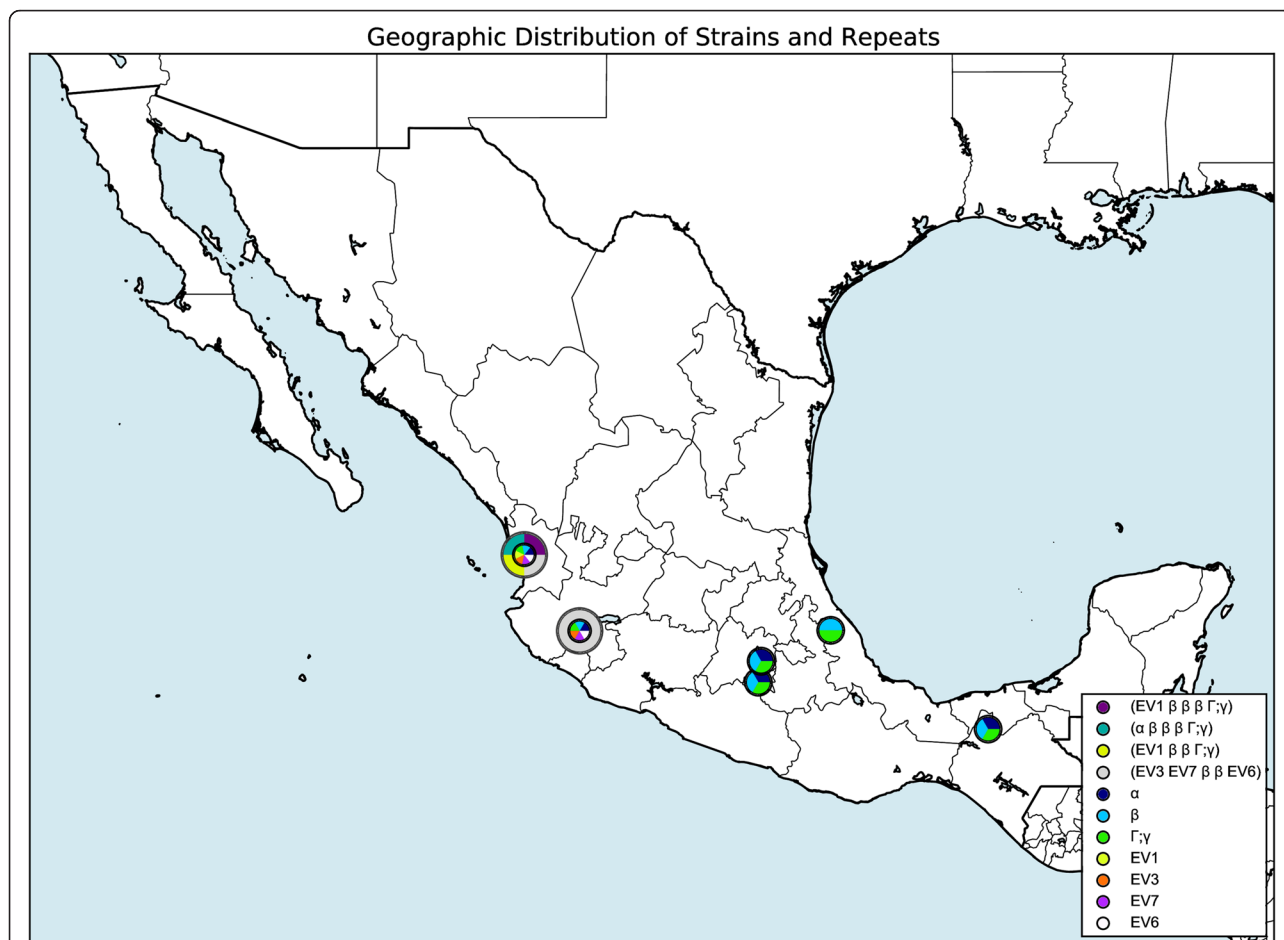 Geographic Distribution of Strains and Repeats
(EV1 β β β Γ;γ)
(α β β β Γ;γ)
(EV1 β β Γ;γ)
(EV3 EV7 β β EV6)
α
β
Γ;γ
EV1
EV3
EV7
EV6